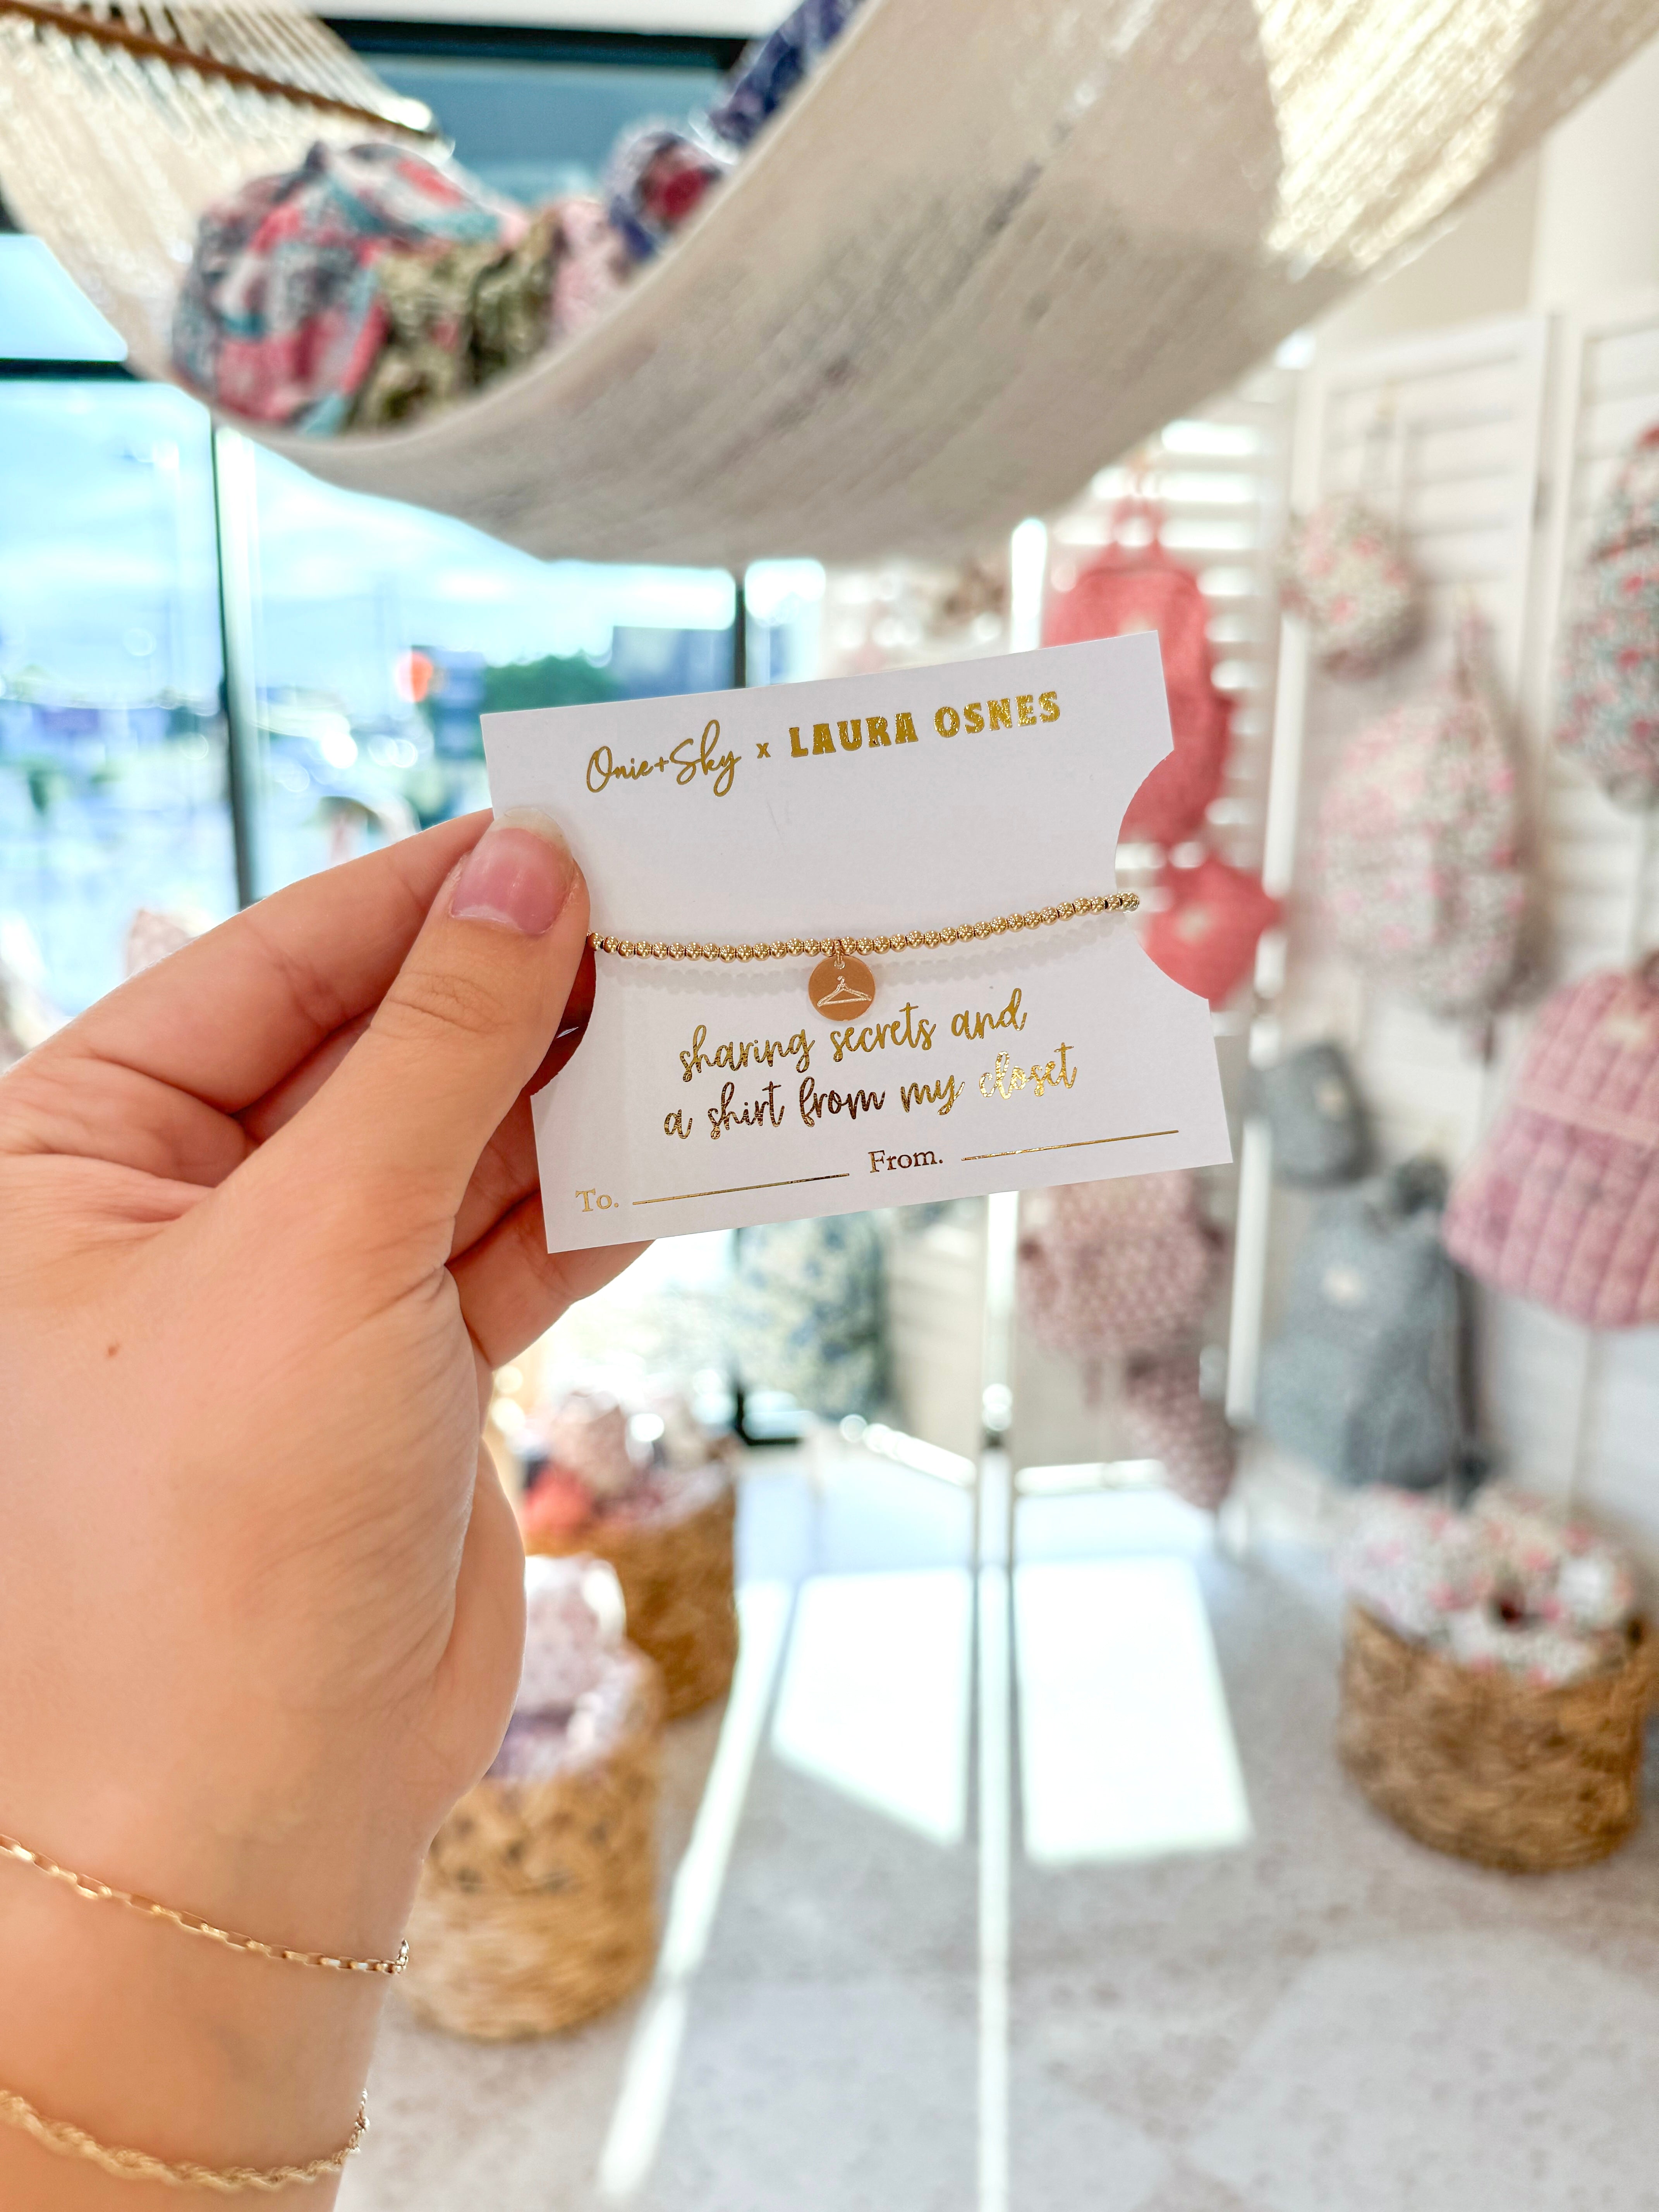 Onie+Sky x LAURA OSNES
sharing secrets and
a shirt from my closet
To. From.